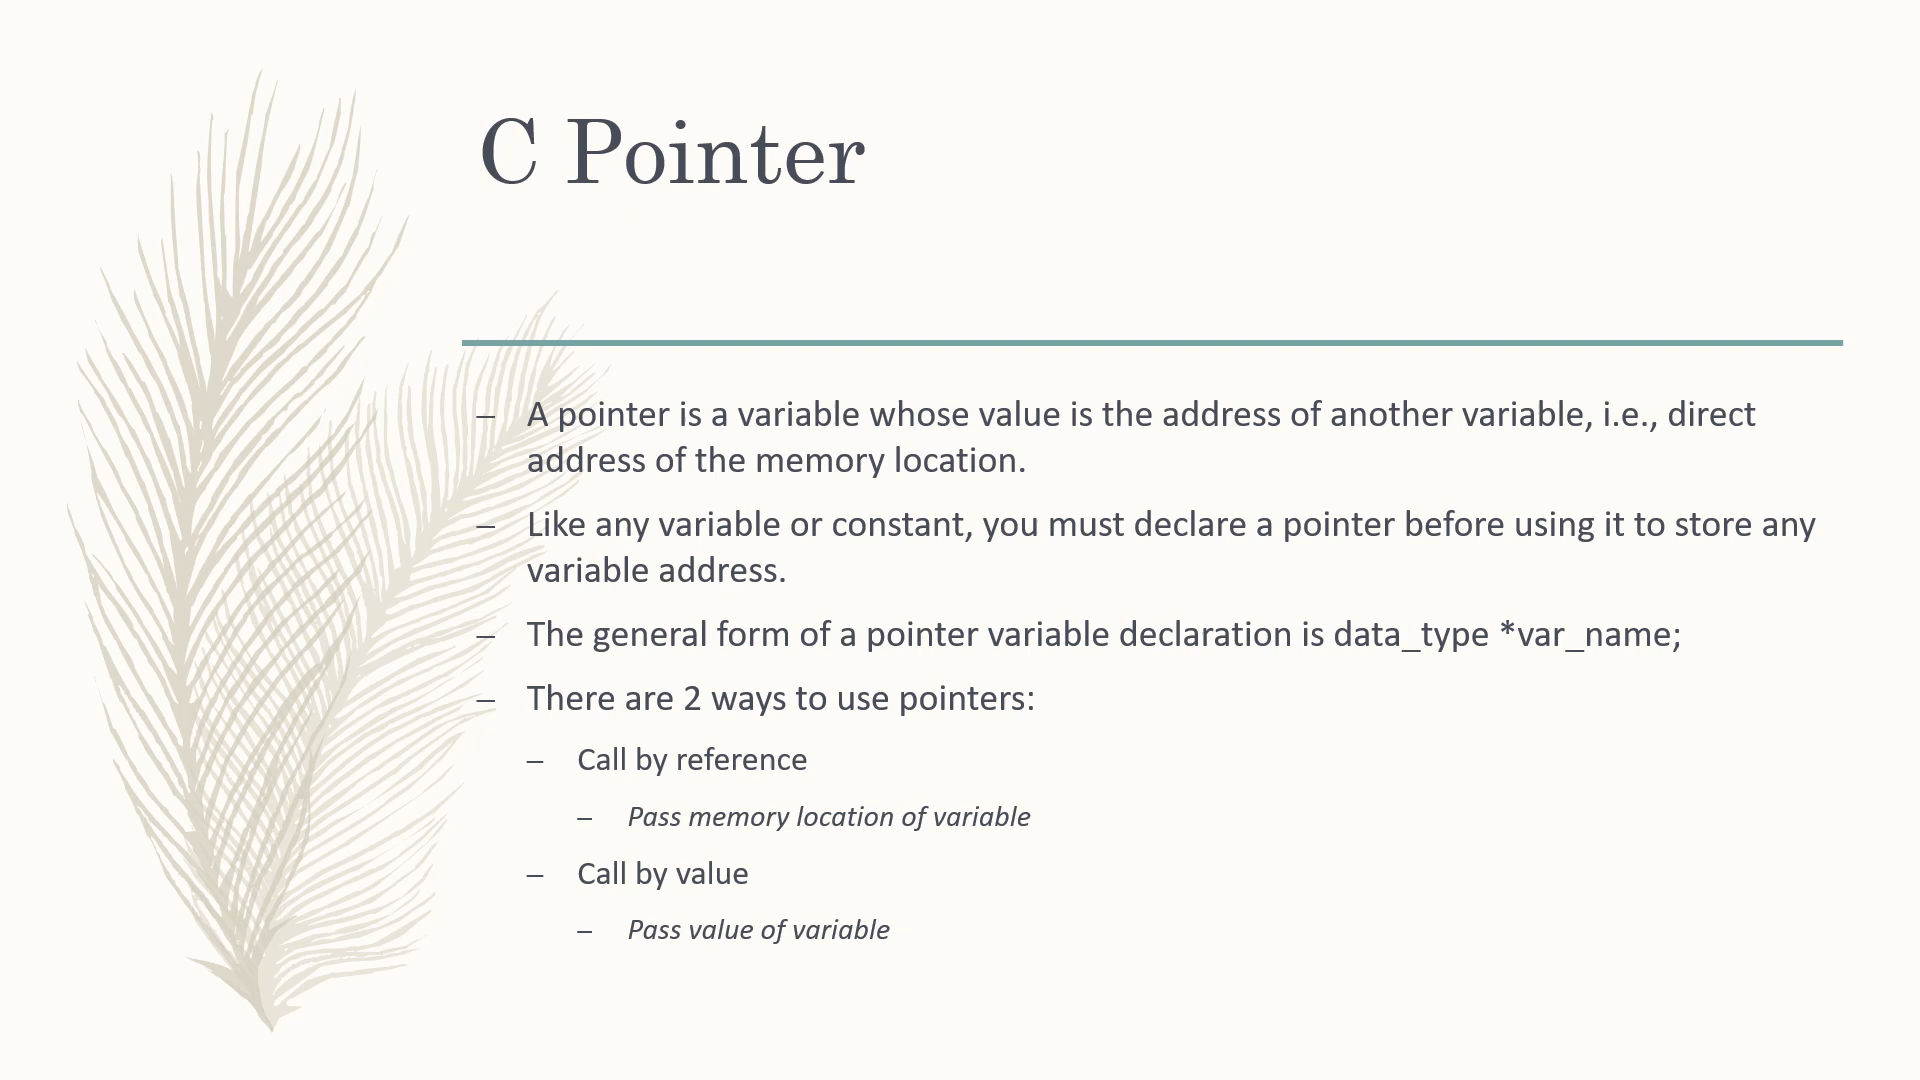 C Pointer
– A pointer is a variable whose value is the address of another variable, i.e., direct
address of the memory location.
– Like any variable or constant, you must declare a pointer before using it to store any
variable address.
– The general form of a pointer variable declaration is data_type *var_name;
– There are 2 ways to use pointers:
– Call by reference
– Pass memory location of variable
– Call by value
– Pass value of variable